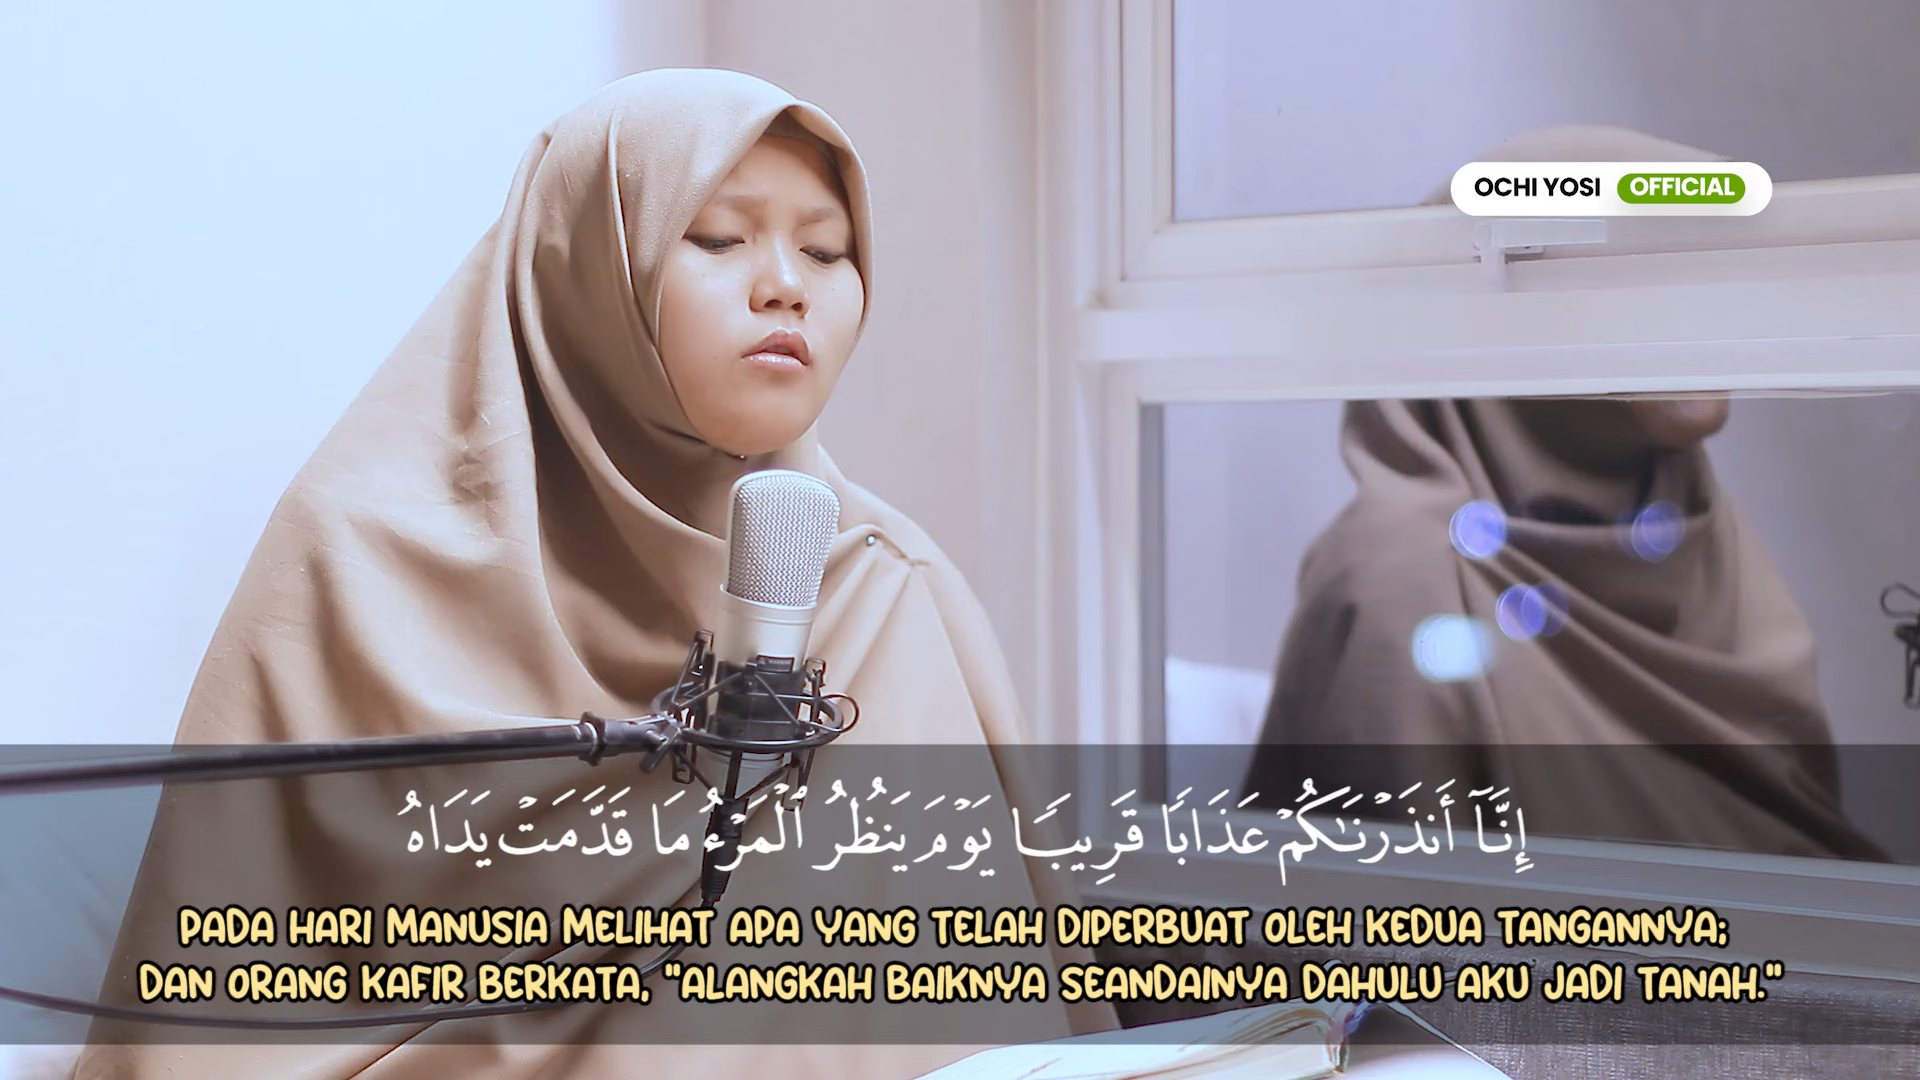 OCHI YOSI OFFICIAL
إِنَّآ أَنذَرْنَـٰكُمْ عَذَابًا قَرِيبًا يَوْمَ يَنظُرُ ٱلْمَرْءُ مَا قَدَّمَتْ يَدَاهُ
PADA HARI MANUSIA MELIHAT APA YANG TELAH DIPERBUAT OLEH KEDUA TANGANNYA;
DAN ORANG KAFIR BERKATA, "ALANGKAH BAIKNYA SEANDAINYA DAHULU AKU JADI TANAH."